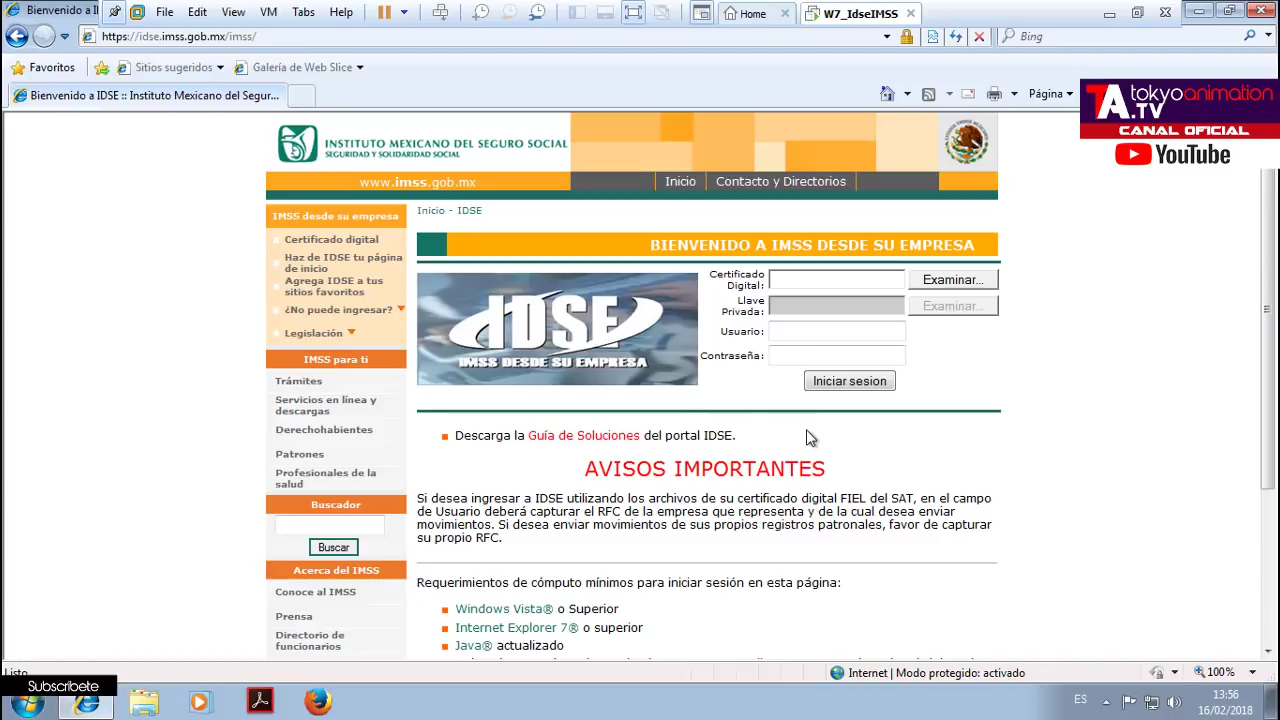 Bienvenido a I
File Edit View VM Tabs Help
Home
W7_IdseIMSS
https://idse.imss.gob.mx/imss/
Bing
Favoritos
Sitios sugeridos
Galería de Web Slice
Bienvenido a IDSE :: Instituto Mexicano del Segur...
Página
TA.TV tokyoanimation
CANAL OFICIAL
YouTube
INSTITUTO MEXICANO DEL SEGURO SOCIAL
SEGURIDAD Y SOLIDARIDAD SOCIAL
www.imss.gob.mx
Inicio
Contacto y Directorios
IMSS desde su empresa
Certificado digital
Haz de IDSE tu página
de inicio
Agrega IDSE a tus
sitios favoritos
¿No puede ingresar?
Legislación
IMSS para ti
Trámites
Servicios en línea y
descargas
Derechohabientes
Patrones
Profesionales de la
salud
Buscador
Buscar
Acerca del IMSS
Conoce al IMSS
Prensa
Directorio de
funcionarios
Inicio - IDSE
BIENVENIDO A IMSS DESDE SU EMPRESA
IDSE
IMSS DESDE SU EMPRESA
Certificado
Digital:
Examinar...
Llave
Privada:
Examinar...
Usuario:
Contraseña:
Iniciar sesion
Descarga la Guía de Soluciones del portal IDSE.
AVISOS IMPORTANTES
Si desea ingresar a IDSE utilizando los archivos de su certificado digital FIEL del SAT, en el campo
de Usuario deberá capturar el RFC de la empresa que representa y de la cual desea enviar
movimientos. Si desea enviar movimientos de sus propios registros patronales, favor de capturar
su propio RFC.
Requerimientos de cómputo mínimos para iniciar sesión en esta página:
Windows Vista® o Superior
Internet Explorer 7® o superior
Java® actualizado
Listo
Internet | Modo protegido: activado
100%
Subscribete
ES
13:56
16/02/2018